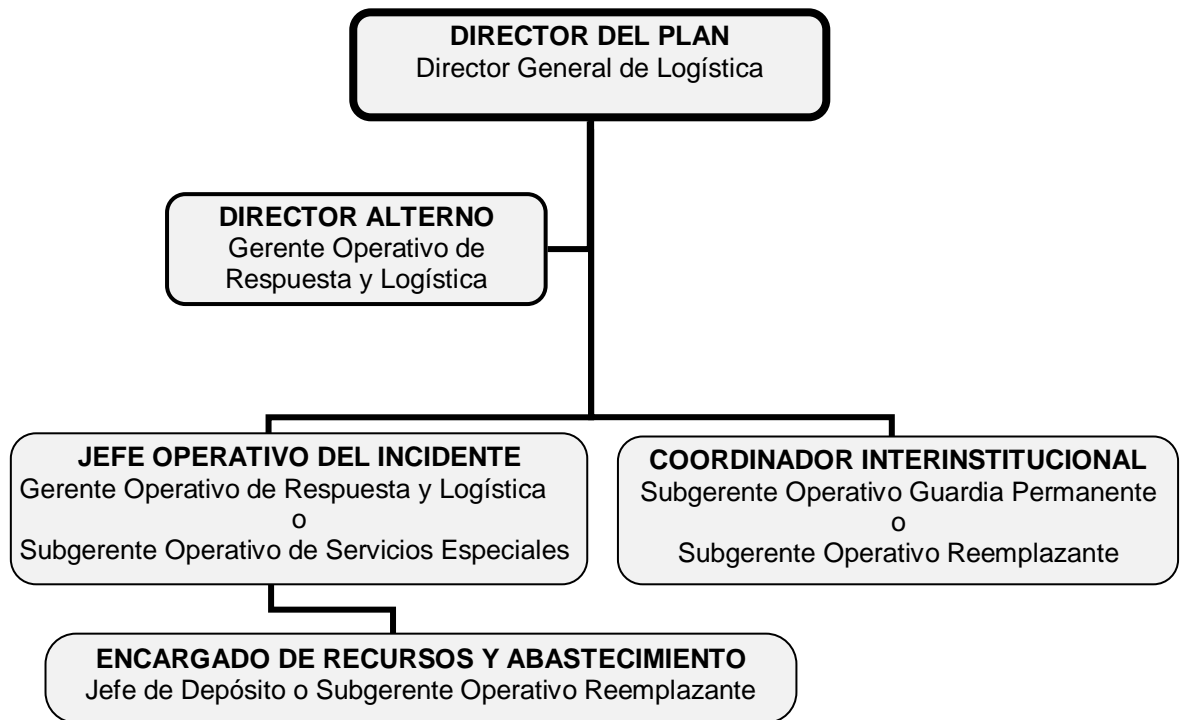 DIRECTOR DEL PLAN
Director General de Logística
DIRECTOR ALTERNO
Gerente Operativo de
Respuesta y Logística
JEFE OPERATIVO DEL INCIDENTE
Gerente Operativo de Respuesta y Logística
o
Subgerente Operativo de Servicios Especiales
COORDINADOR INTERINSTITUCIONAL
Subgerente Operativo Guardia Permanente
o
Subgerente Operativo Reemplazante
ENCARGADO DE RECURSOS Y ABASTECIMIENTO
Jefe de Depósito o Subgerente Operativo Reemplazante